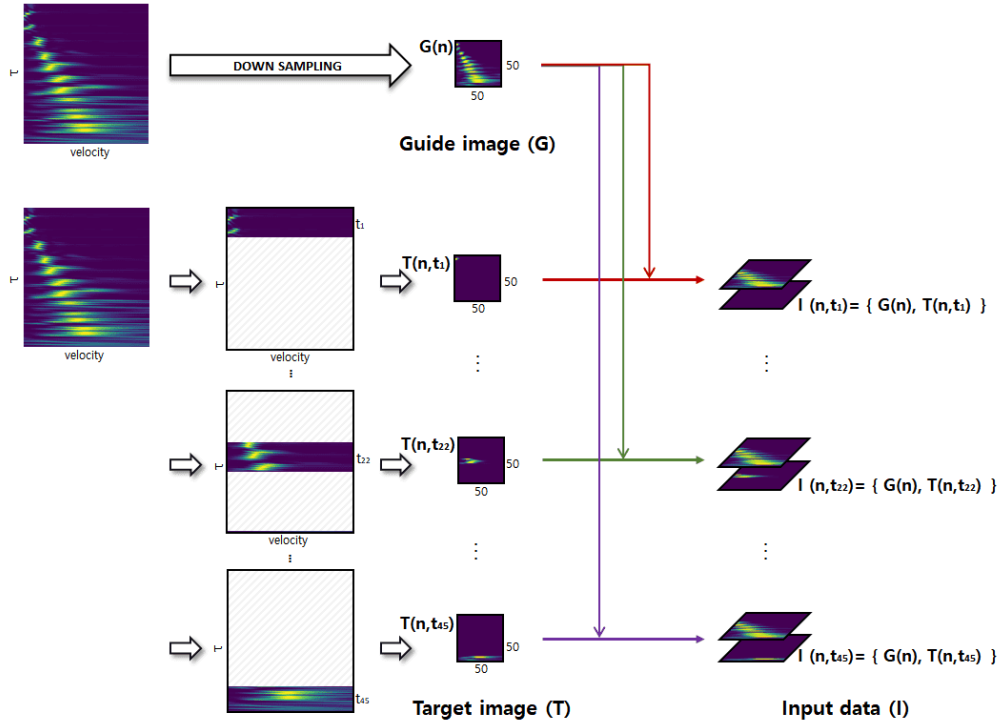 G(n)
τ
DOWN SAMPLING
50
50
velocity
Guide image (G)
t₁
T(n,t₁)
τ
τ
50
I (n,t₁)= { G(n), T(n,t₁) }
50
velocity
velocity
⋮
⋮
⋮
T(n,t₂₂)
τ
t₂₂
50
I (n,t₂₂)= { G(n), T(n,t₂₂) }
50
velocity
⋮
⋮
⋮
T(n,t₄₅)
τ
50
I (n,t₄₅)= { G(n), T(n,t₄₅) }
50
t₄₅
Target image (T)
Input data (I)